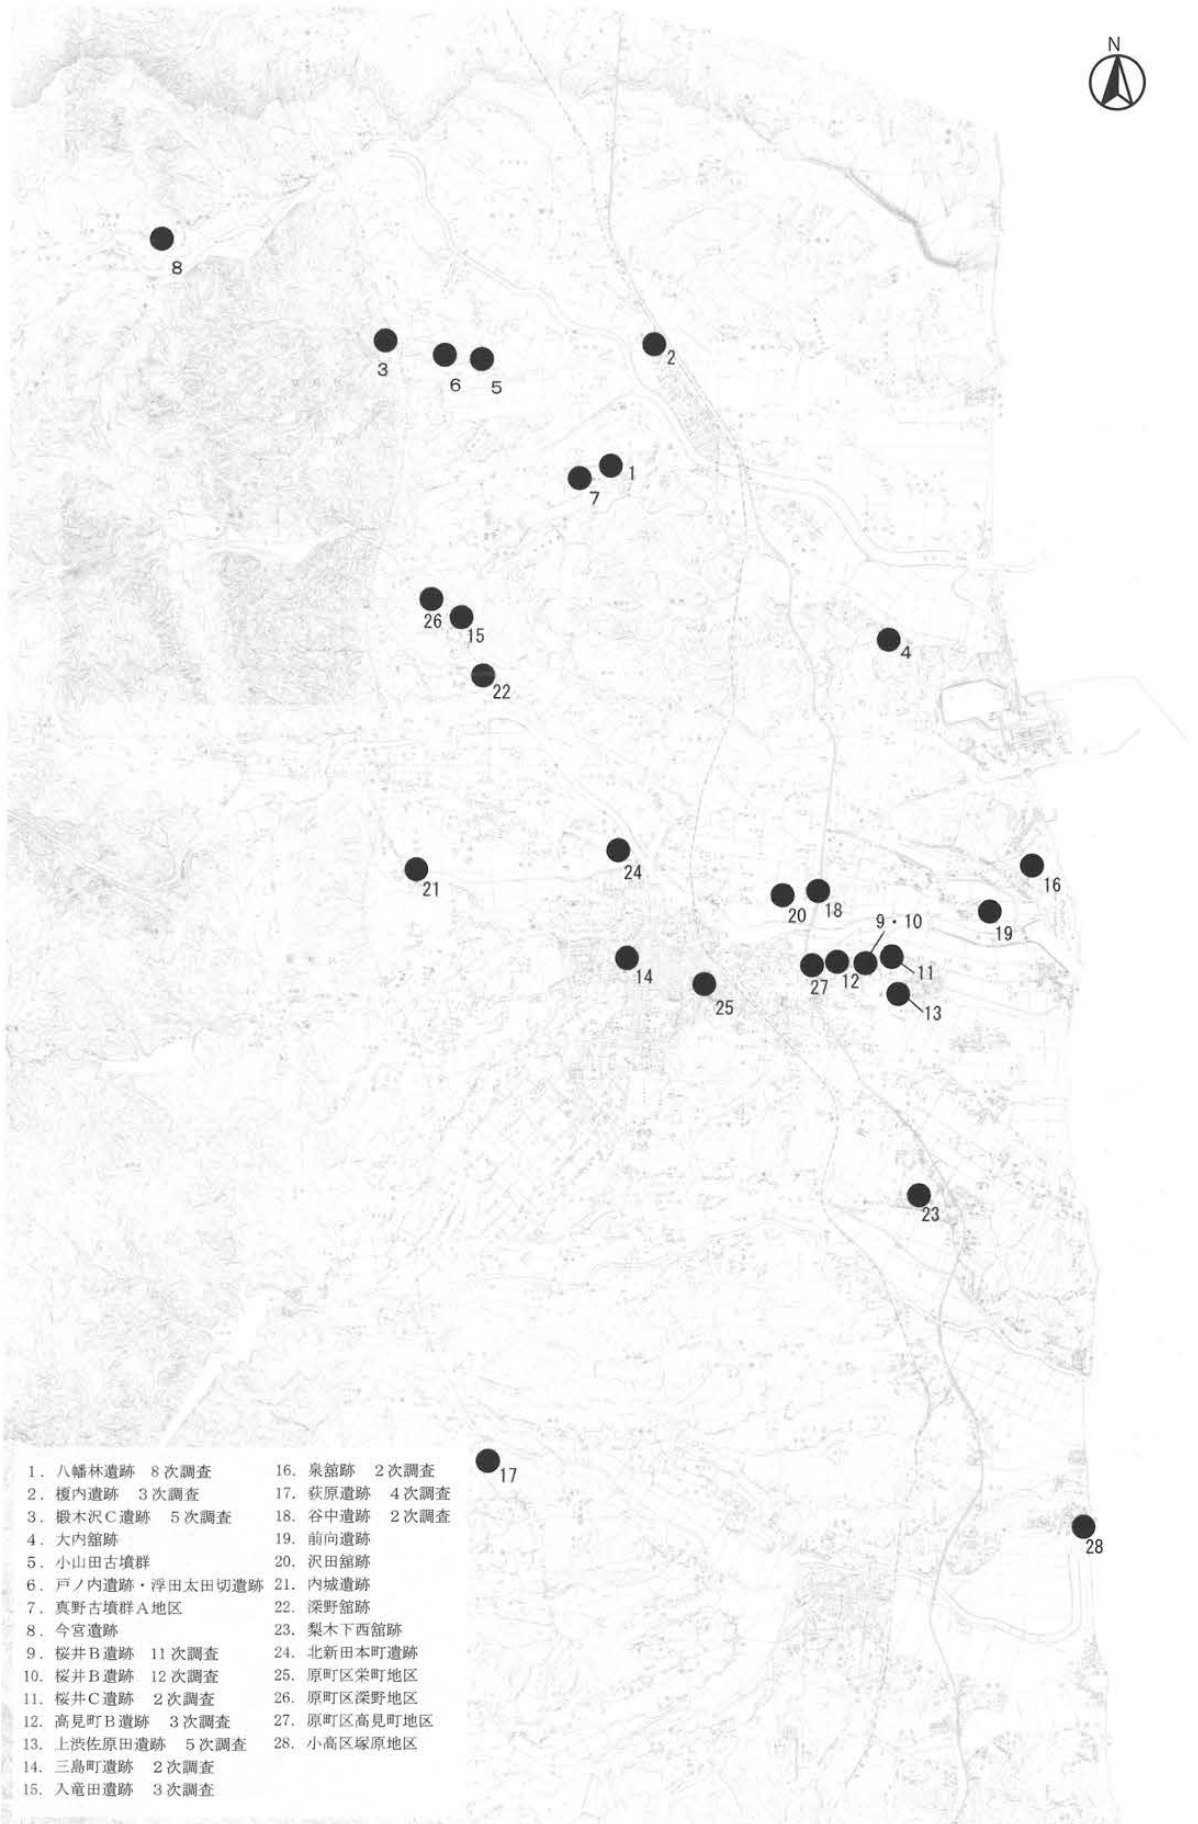 N
8
3
6
5
2
1
7
26
15
22
4
24
21
16
20
18
19
9・10
14
25
27
12
11
13
23
17
28
1. 八幡林遺跡 8次調査
2. 榎内遺跡 3次調査
3. 椴木沢C遺跡 5次調査
4. 大内舘跡
5. 小山田古墳群
6. 戸ノ内遺跡・浮田太田切遺跡
7. 真野古墳群A地区
8. 今宮遺跡
9. 桜井B遺跡 11次調査
10. 桜井B遺跡 12次調査
11. 桜井C遺跡 2次調査
12. 高見町B遺跡 3次調査
13. 上渋佐原田遺跡 5次調査
14. 三島町遺跡 2次調査
15. 入竜田遺跡 3次調査
16. 泉舘跡 2次調査
17. 荻原遺跡 4次調査
18. 谷中遺跡 2次調査
19. 前向遺跡
20. 沢田舘跡
21. 内城遺跡
22. 深野舘跡
23. 梨木下西舘跡
24. 北新田本町遺跡
25. 原町区栄町地区
26. 原町区深野地区
27. 原町区高見町地区
28. 小高区塚原地区